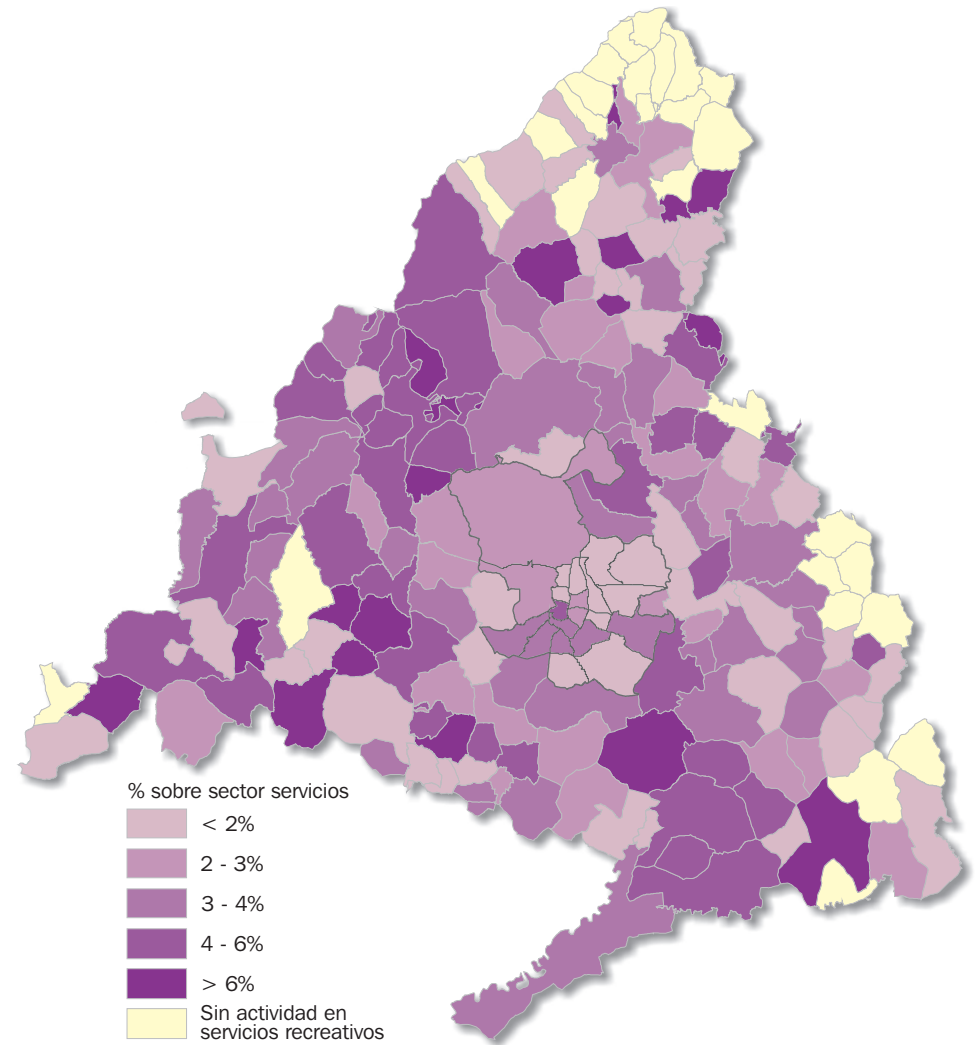 % sobre sector servicios
< 2%
2 - 3%
3 - 4%
4 - 6%
> 6%
Sin actividad en
servicios recreativos